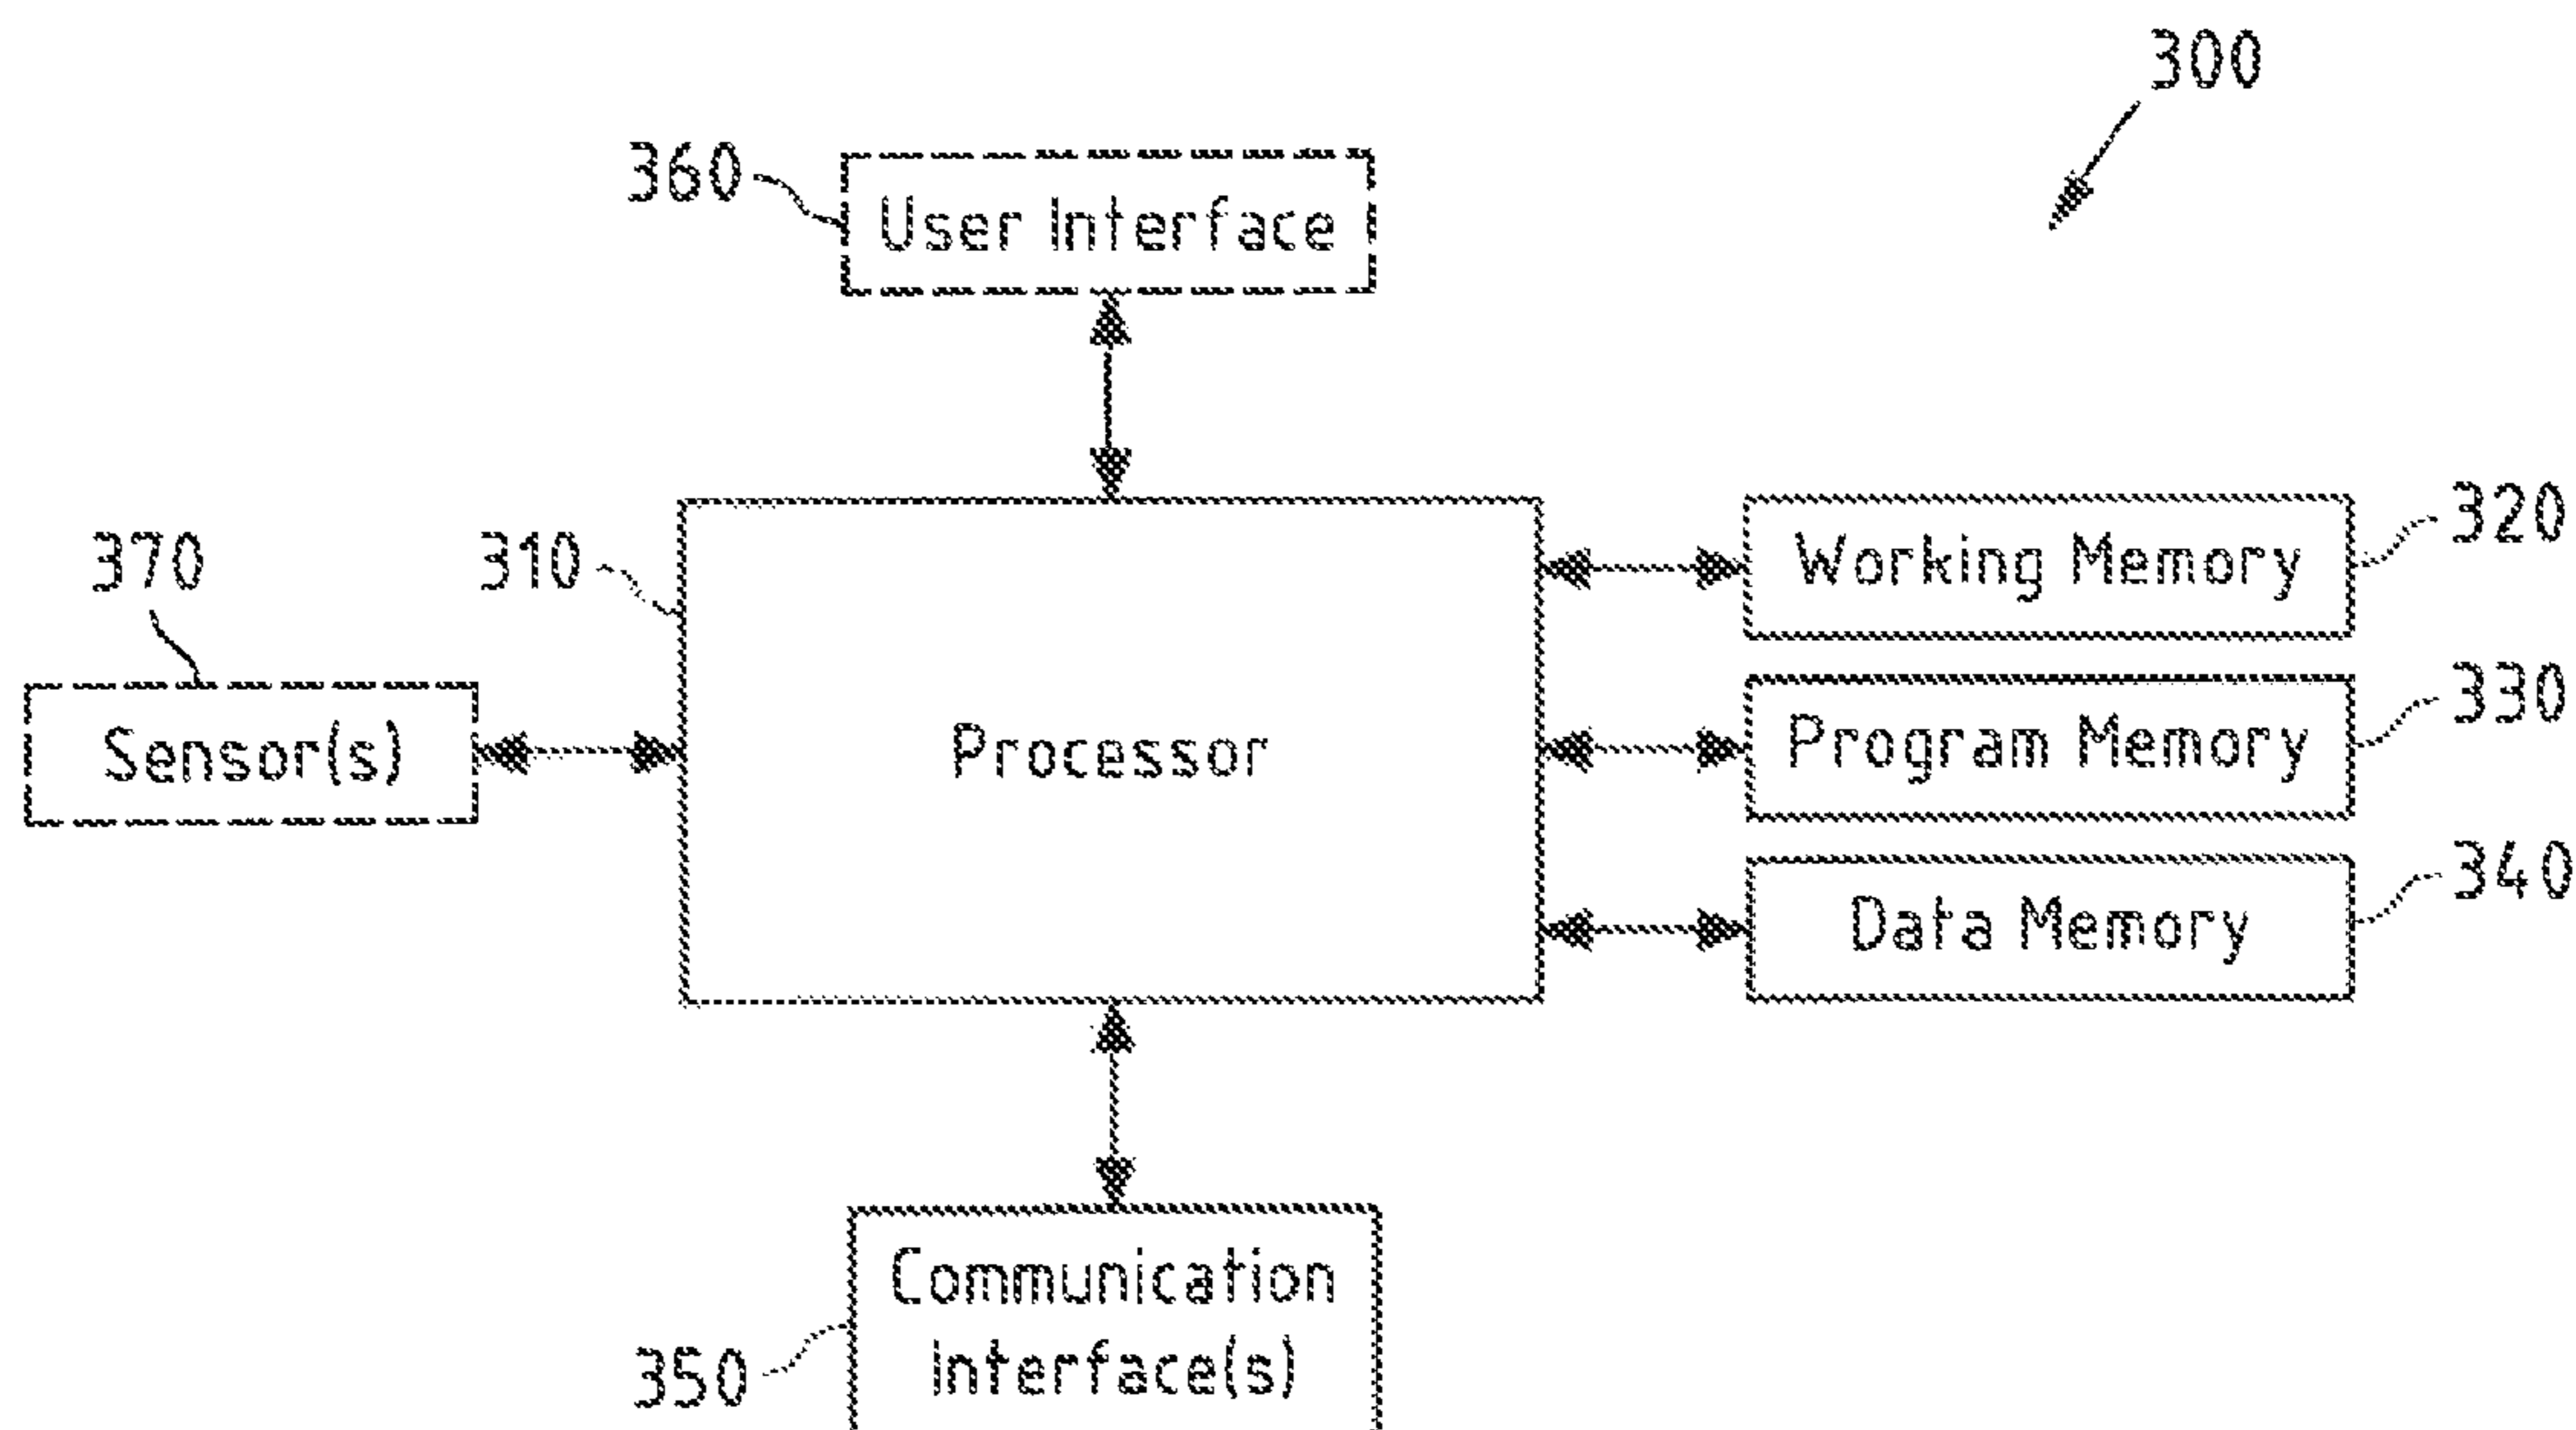 300
360
User Interface
370
310
320
Working Memory
330
Sensor(s)
Processor
Program Memory
340
Data Memory
Communication
350
Interface(s)